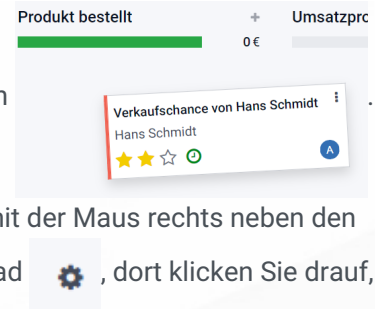 Produkt bestellt + Umsatzpro
0 €
n
Verkaufschance von Hans Schmidt
Hans Schmidt
A
.
mit der Maus rechts neben den
ad , dort klicken Sie drauf,